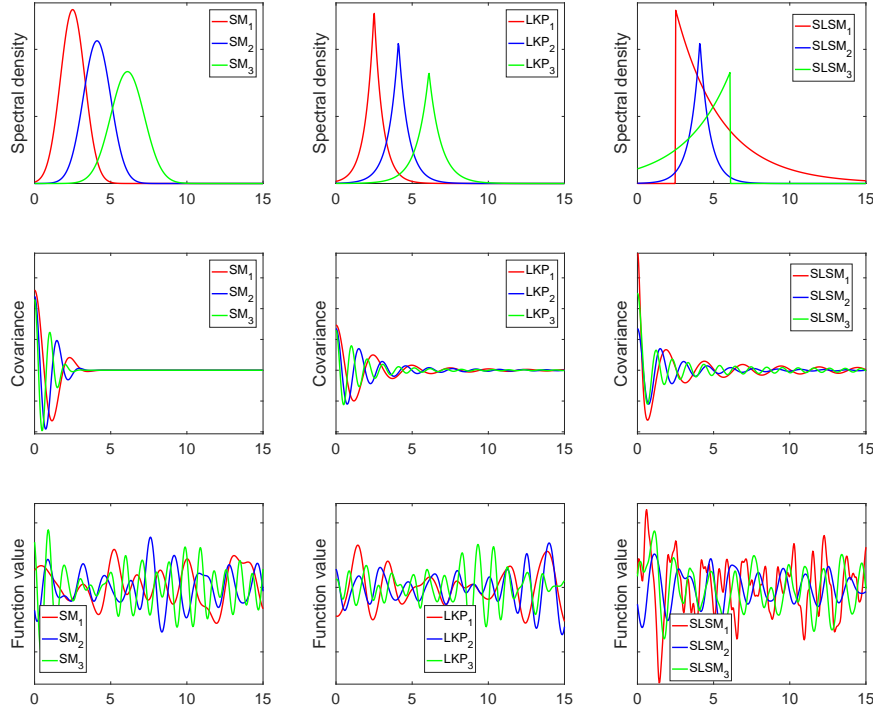 Spectral density
SM1
SM2
SM3
0 5 10 15
Spectral density
LKP1
LKP2
LKP3
0 5 10 15
Spectral density
SLSM1
SLSM2
SLSM3
0 5 10 15
Covariance
SM1
SM2
SM3
0 5 10 15
Covariance
LKP1
LKP2
LKP3
0 5 10 15
Covariance
SLSM1
SLSM2
SLSM3
0 5 10 15
Function value
SM1
SM2
SM3
0 5 10 15
Function value
LKP1
LKP2
LKP3
0 5 10 15
Function value
SLSM1
SLSM2
SLSM3
0 5 10 15